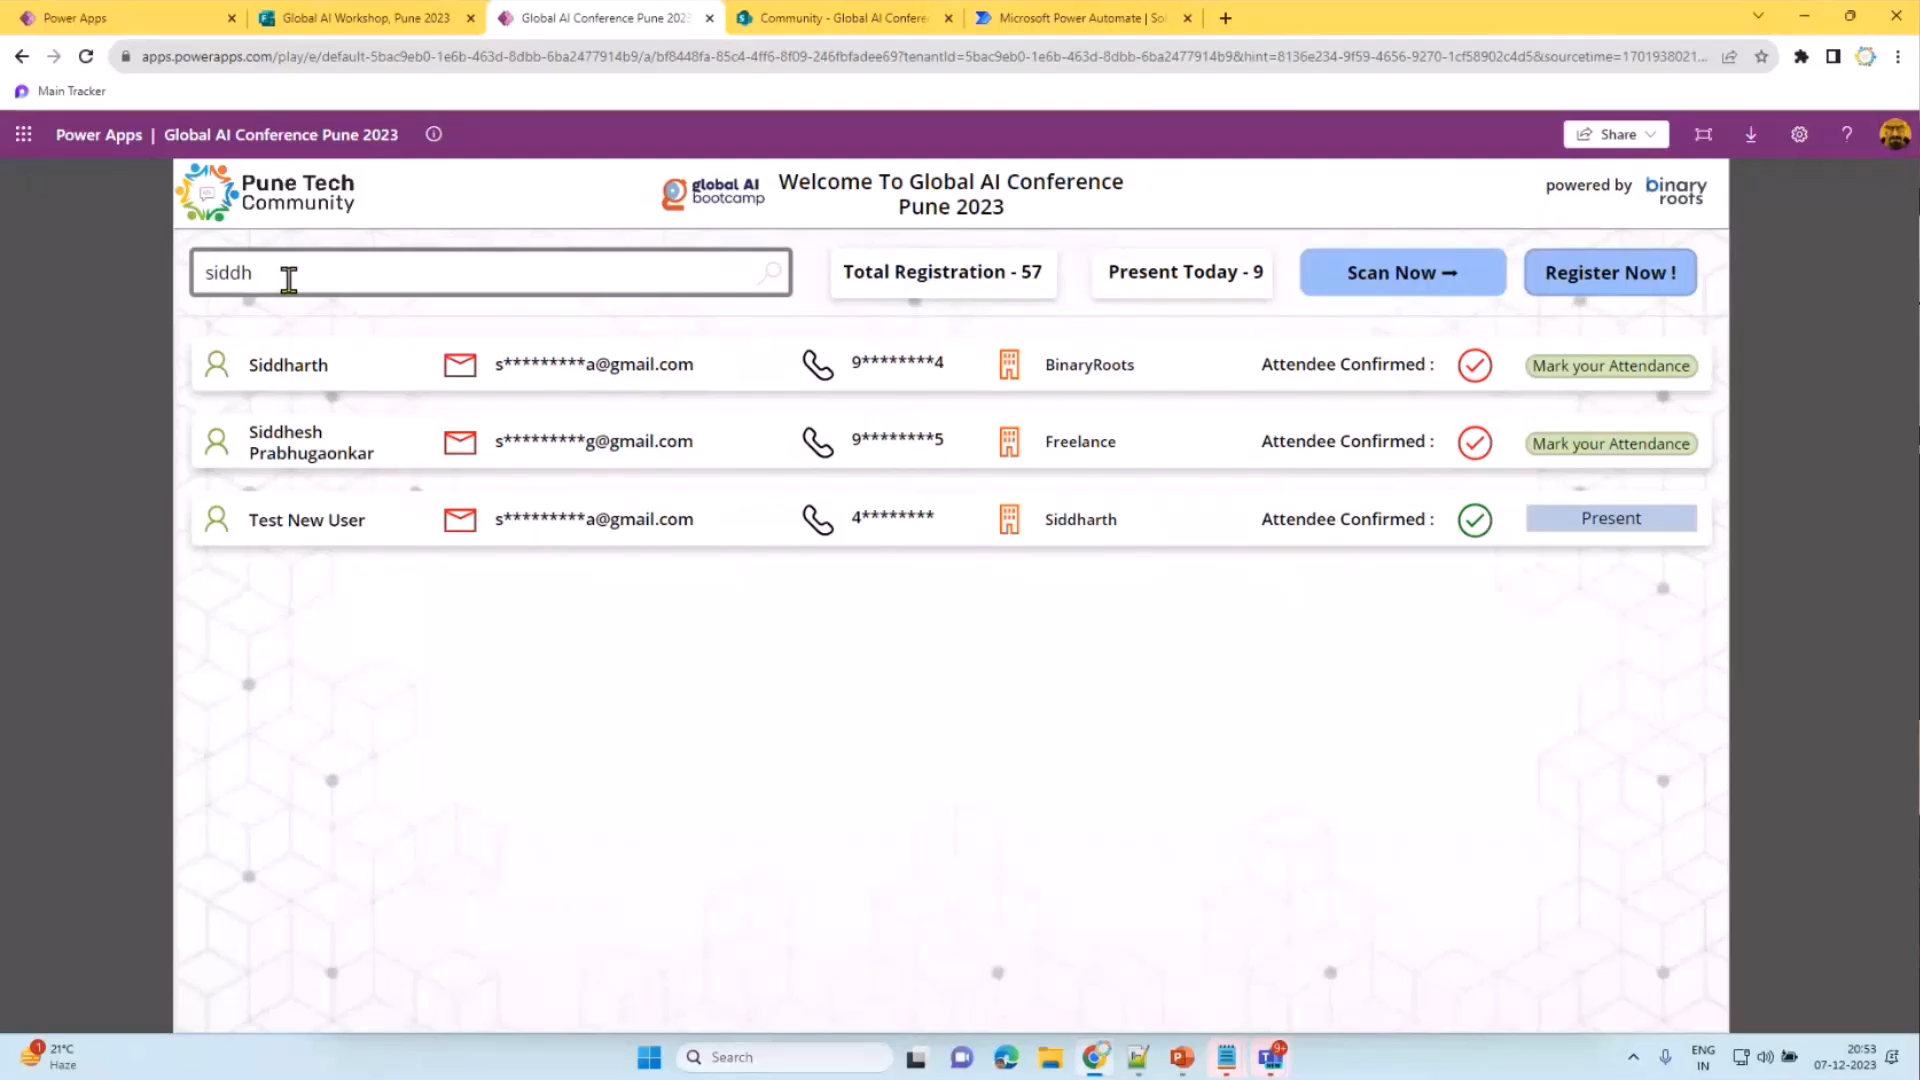 Power Apps
Global AI Workshop, Pune 2023
Global AI Conference Pune 202
Community - Global AI Confere
Microsoft Power Automate | So
apps.powerapps.com/play/e/default-5bac9eb0-1e6b-463d-8dbb-6ba2477914b9/a/bf8448fa-85c4-4ff6-8f09-246fbfadee69?tenantId=5bac9eb0-1e6b-463d-8dbb-6ba2477914b9&hint=8136e234-9f59-4656-9270-1cf58902c4d5&sourcetime=1701938021...
Main Tracker
Power Apps | Global AI Conference Pune 2023
Share
Pune Tech
Community
global AI
bootcamp
Welcome To Global AI Conference
Pune 2023
powered by
binary
roots
siddh
Total Registration - 57
Present Today - 9
Scan Now
Register Now !
Siddharth
s*********a@gmail.com
9********4
BinaryRoots
Attendee Confirmed :
Mark your Attendance
Siddhesh
Prabhugaonkar
s*********g@gmail.com
9********5
Freelance
Attendee Confirmed :
Mark your Attendance
Test New User
s*********a@gmail.com
4********
Siddharth
Attendee Confirmed :
Present
1
21°C
Haze
Search
9+
ENG
IN
20:53
07-12-2023